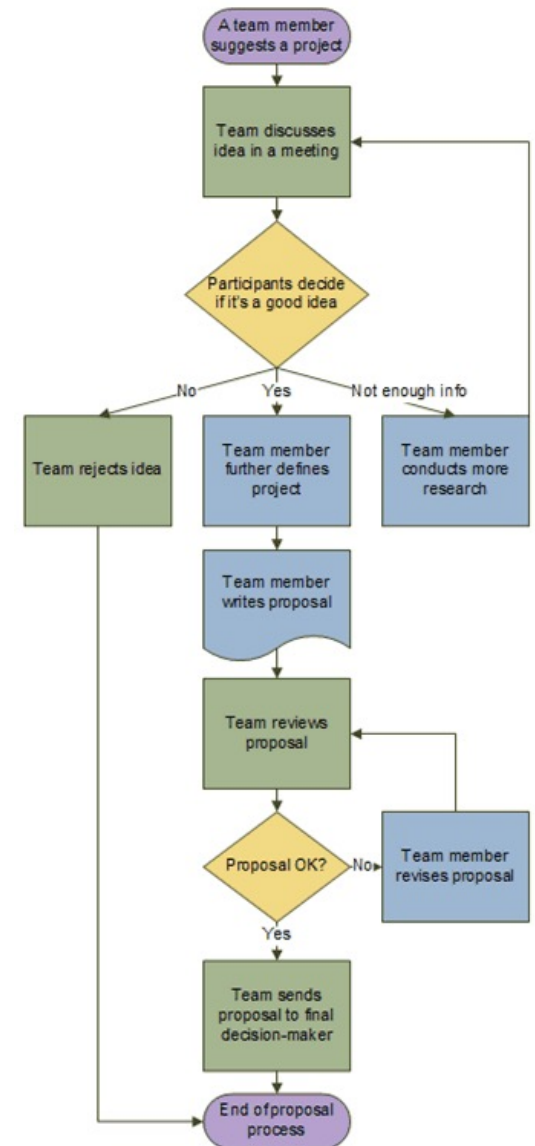 A team member
suggests a project
Team discusses
idea in a meeting
Participants decide
if it's a good idea
No
Yes
Not enough info
Team rejects idea
Team member
further defines
project
Team member
conducts more
research
Team member
writes proposal
Team reviews
proposal
Proposal OK?
No
Team member
revises proposal
Yes
Team sends
proposal to final
decision-maker
End of proposal
process